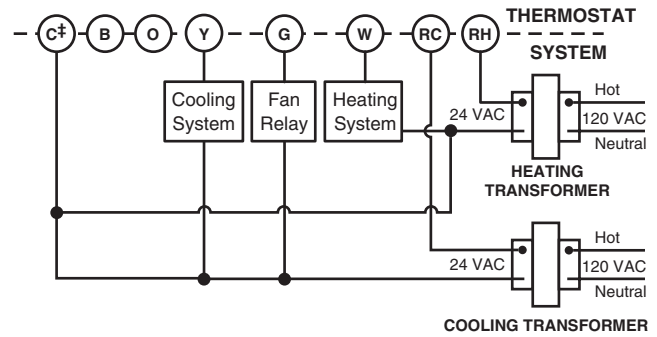 THERMOSTAT
C‡ B O Y G W RC RH
SYSTEM
Cooling System
Fan Relay
Heating System
24 VAC
Hot
120 VAC
Neutral
HEATING
TRANSFORMER
24 VAC
Hot
120 VAC
Neutral
COOLING TRANSFORMER